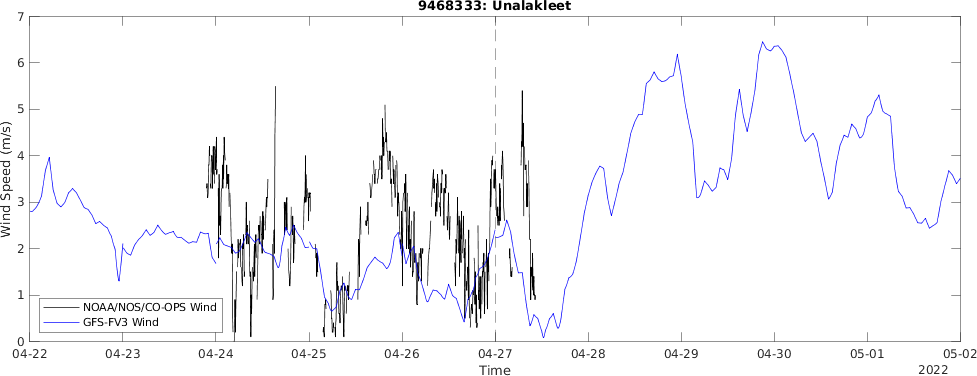 9468333: Unalakleet
7
6
5
4
3
2
1
0
Wind Speed (m/s)
NOAA/NOS/CO-OPS Wind
GFS-FV3 Wind
04-22 04-23 04-24 04-25 04-26 04-27 04-28 04-29 04-30 05-01 05-02
Time
2022